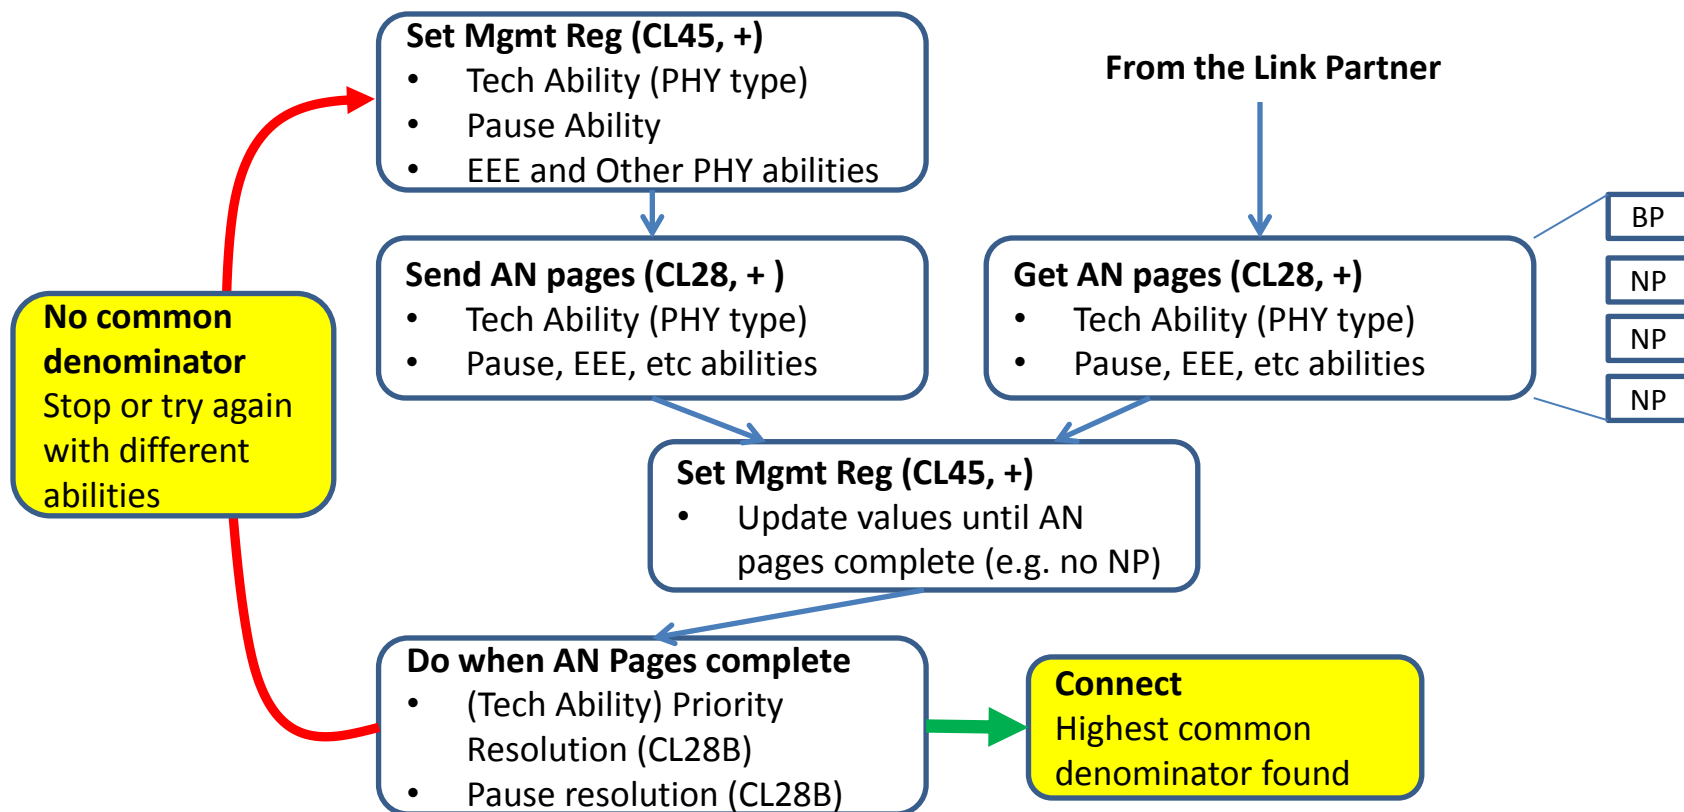 Set Mgmt Reg (CL45, +)
• Tech Ability (PHY type)
• Pause Ability
• EEE and Other PHY abilities
From the Link Partner
Send AN pages (CL28, + )
• Tech Ability (PHY type)
• Pause, EEE, etc abilities
Get AN pages (CL28, +)
• Tech Ability (PHY type)
• Pause, EEE, etc abilities
BP
NP
NP
NP
No common
denominator
Stop or try again
with different
abilities
Set Mgmt Reg (CL45, +)
• Update values until AN
pages complete (e.g. no NP)
Do when AN Pages complete
• (Tech Ability) Priority
Resolution (CL28B)
• Pause resolution (CL28B)
Connect
Highest common
denominator found